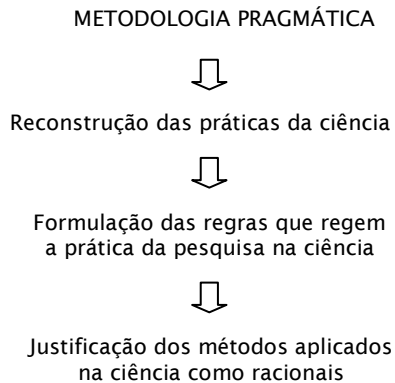 METODOLOGIA PRAGMÁTICA
Reconstrução das práticas da ciência
Formulação das regras que regem
a prática da pesquisa na ciência
Justificação dos métodos aplicados
na ciência como racionais